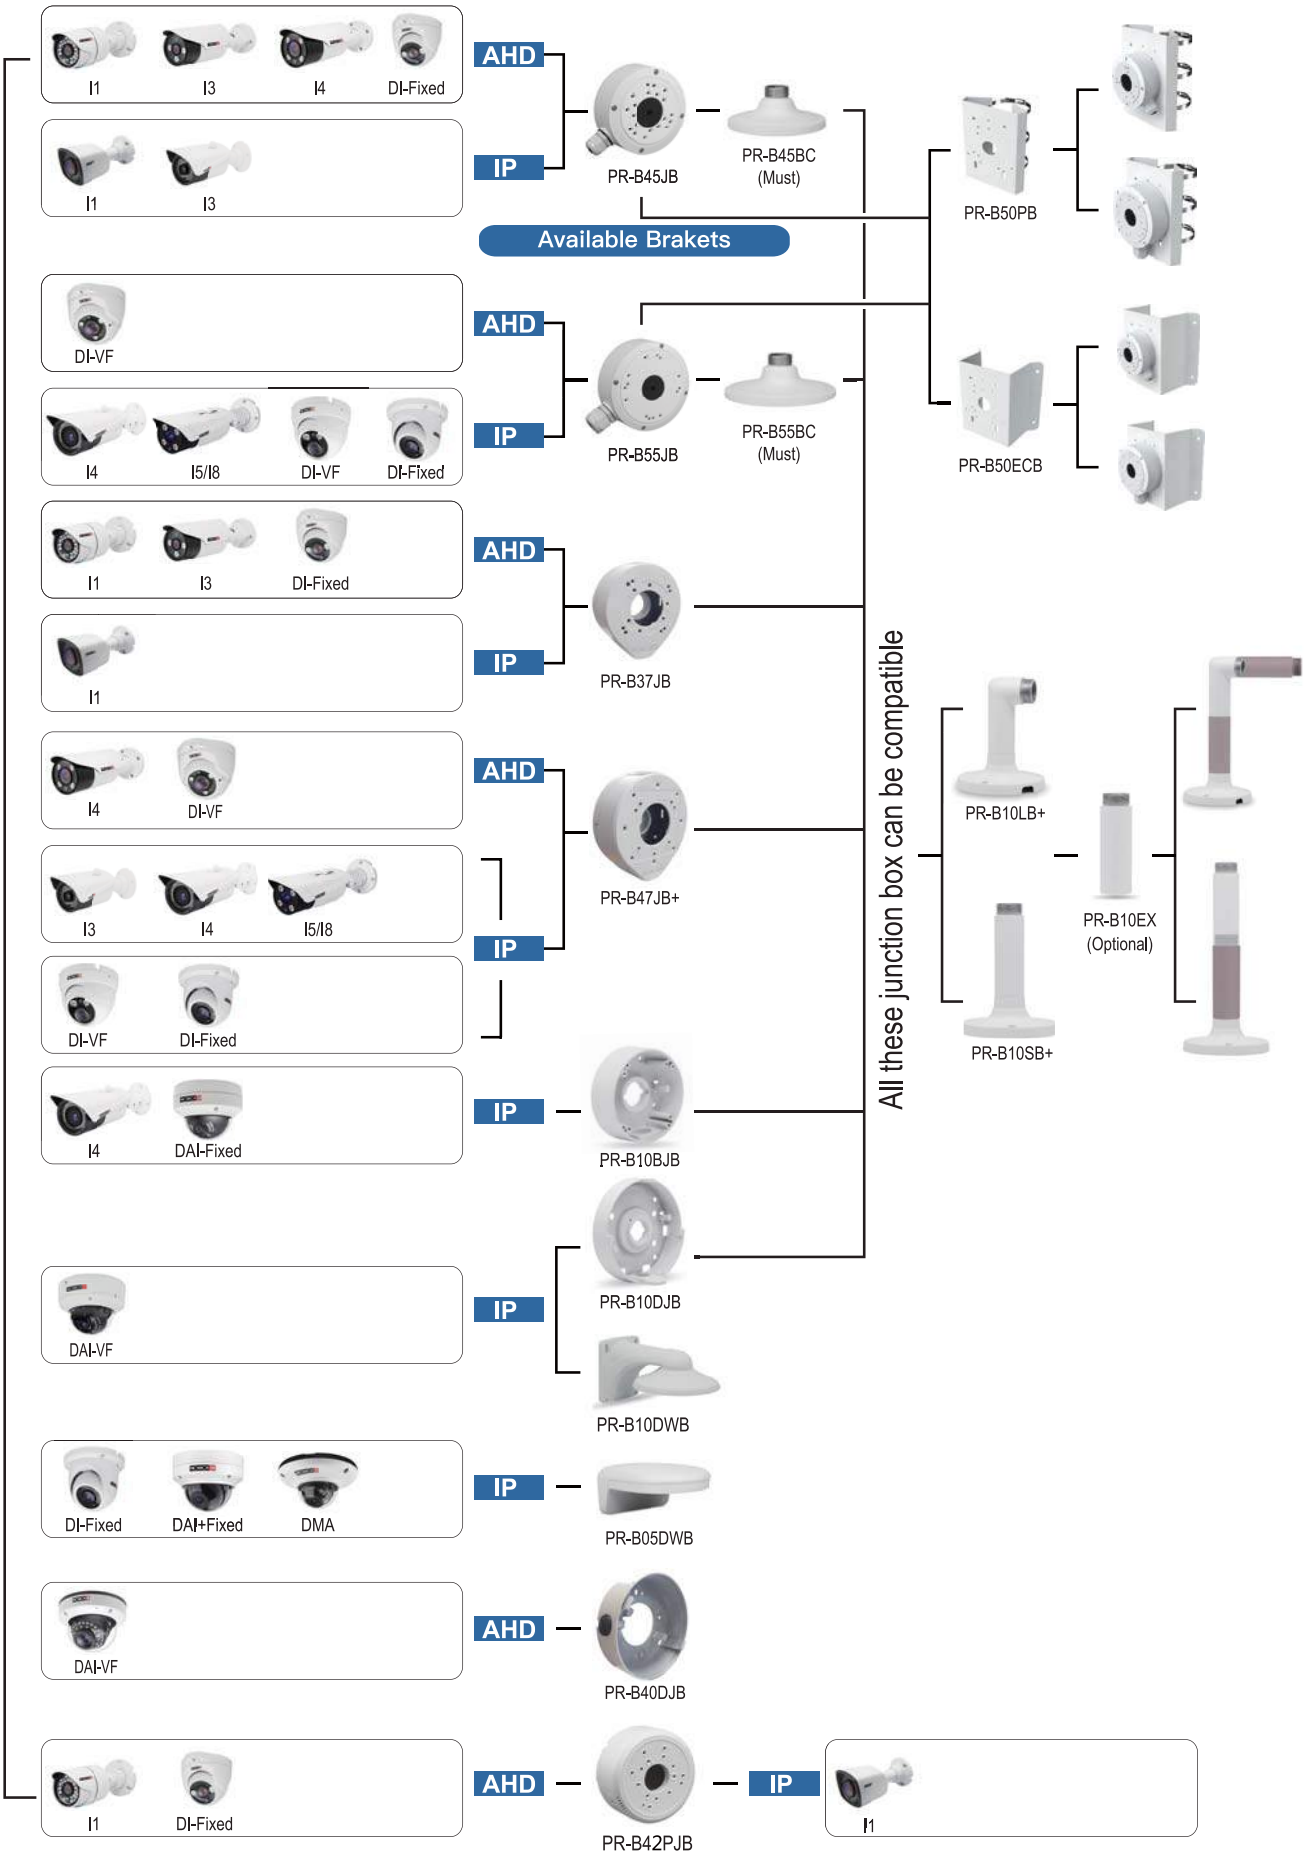 I1 I3 I4 DI-Fixed
AHD
I1 I3
IP
PR-B45JB
PR-B45BC
(Must)
PR-B50PB
Available Brakets
DI-VF
AHD
I4 I5/I8 DI-VF DI-Fixed
IP
PR-B55JB
PR-B55BC
(Must)
PR-B50ECB
I1 I3 DI-Fixed
AHD
I1
IP
PR-B37JB
All these junction box can be compatible
I4 DI-VF
AHD
PR-B10LB+
I3 I4 I5/I8
IP
PR-B47JB+
PR-B10EX
(Optional)
DI-VF DI-Fixed
PR-B10SB+
I4 DAI-Fixed
IP
PR-B10BJB
DAI-VF
IP
PR-B10DJB
PR-B10DWB
DI-Fixed DAI+Fixed DMA
IP
PR-B05DWB
DAI-VF
AHD
PR-B40DJB
I1 DI-Fixed
AHD
PR-B42PJB
IP
I1